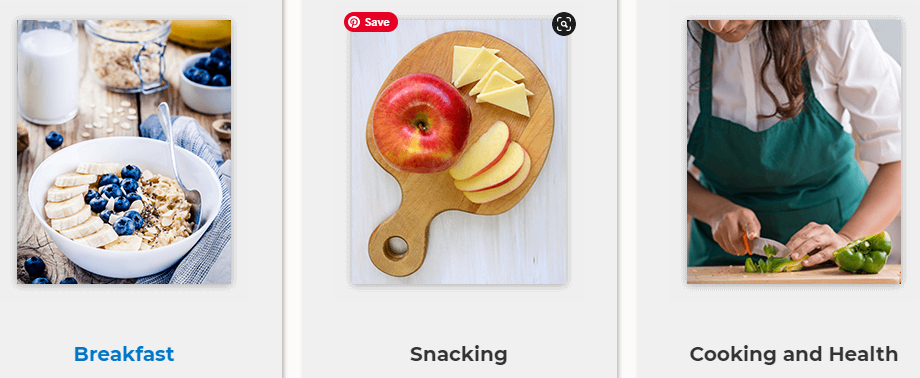 Save
Breakfast
Snacking
Cooking and Health